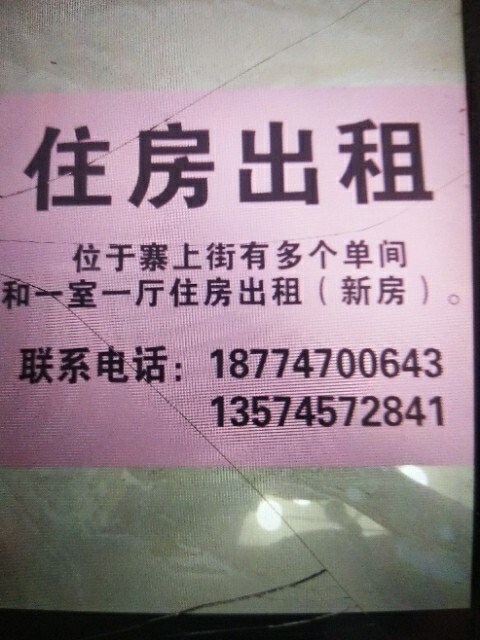 住房出租
位于寨上街有多个单间
和一室一厅住房出租（新房）。
联系电话：18774700643
13574572841